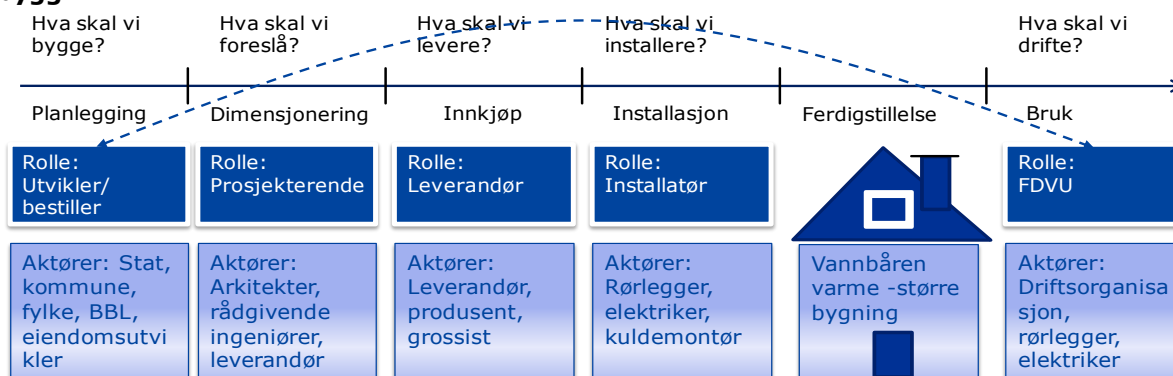 Hva skal vi
bygge?
Hva skal vi
foreslå?
Hva skal vi
levere?
Hva skal vi
installere?
Hva skal vi
drifte?
Planlegging
Dimensjonering
Innkjøp
Installasjon
Ferdigstillelse
Bruk
Rolle:
Utvikler/
bestiller
Rolle:
Prosjekterende
Rolle:
Leverandør
Rolle:
Installatør
Rolle:
FDVU
Aktører: Stat,
kommune,
fylke, BBL,
eiendomsutvi
kler
Aktører:
Arkitekter,
rådgivende
ingeniører,
leverandør
Aktører:
Leverandør,
produsent,
grossist
Aktører:
Rørlegger,
elektriker,
kuldemontør
Vannbåren
varme -større
bygning
Aktører:
Driftsorganisa
sjon,
rørlegger,
elektriker